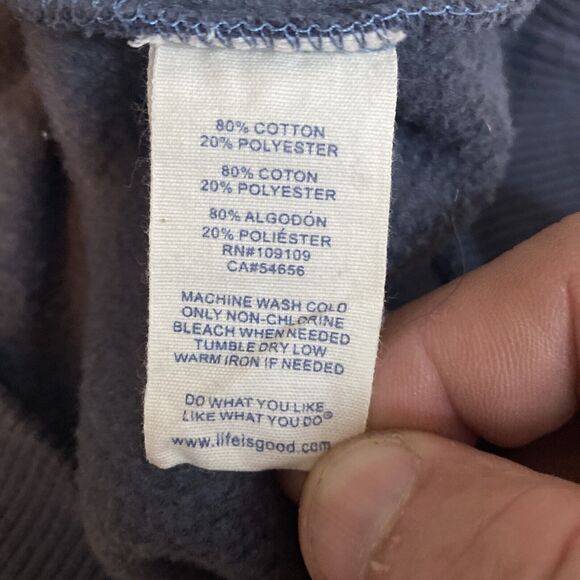 80% COTTON
20% POLYESTER
80% COTON
20% POLYESTER
80% ALGODÓN
20% POLIÉSTER
RN#109109
CA#54656
MACHINE WASH COLD
ONLY NON-CHLORINE
BLEACH WHEN NEEDED
TUMBLE DRY LOW
WARM IRON IF NEEDED
DO WHAT YOU LIKE
LIKE WHAT YOU DO®
www.lifeisgood.com